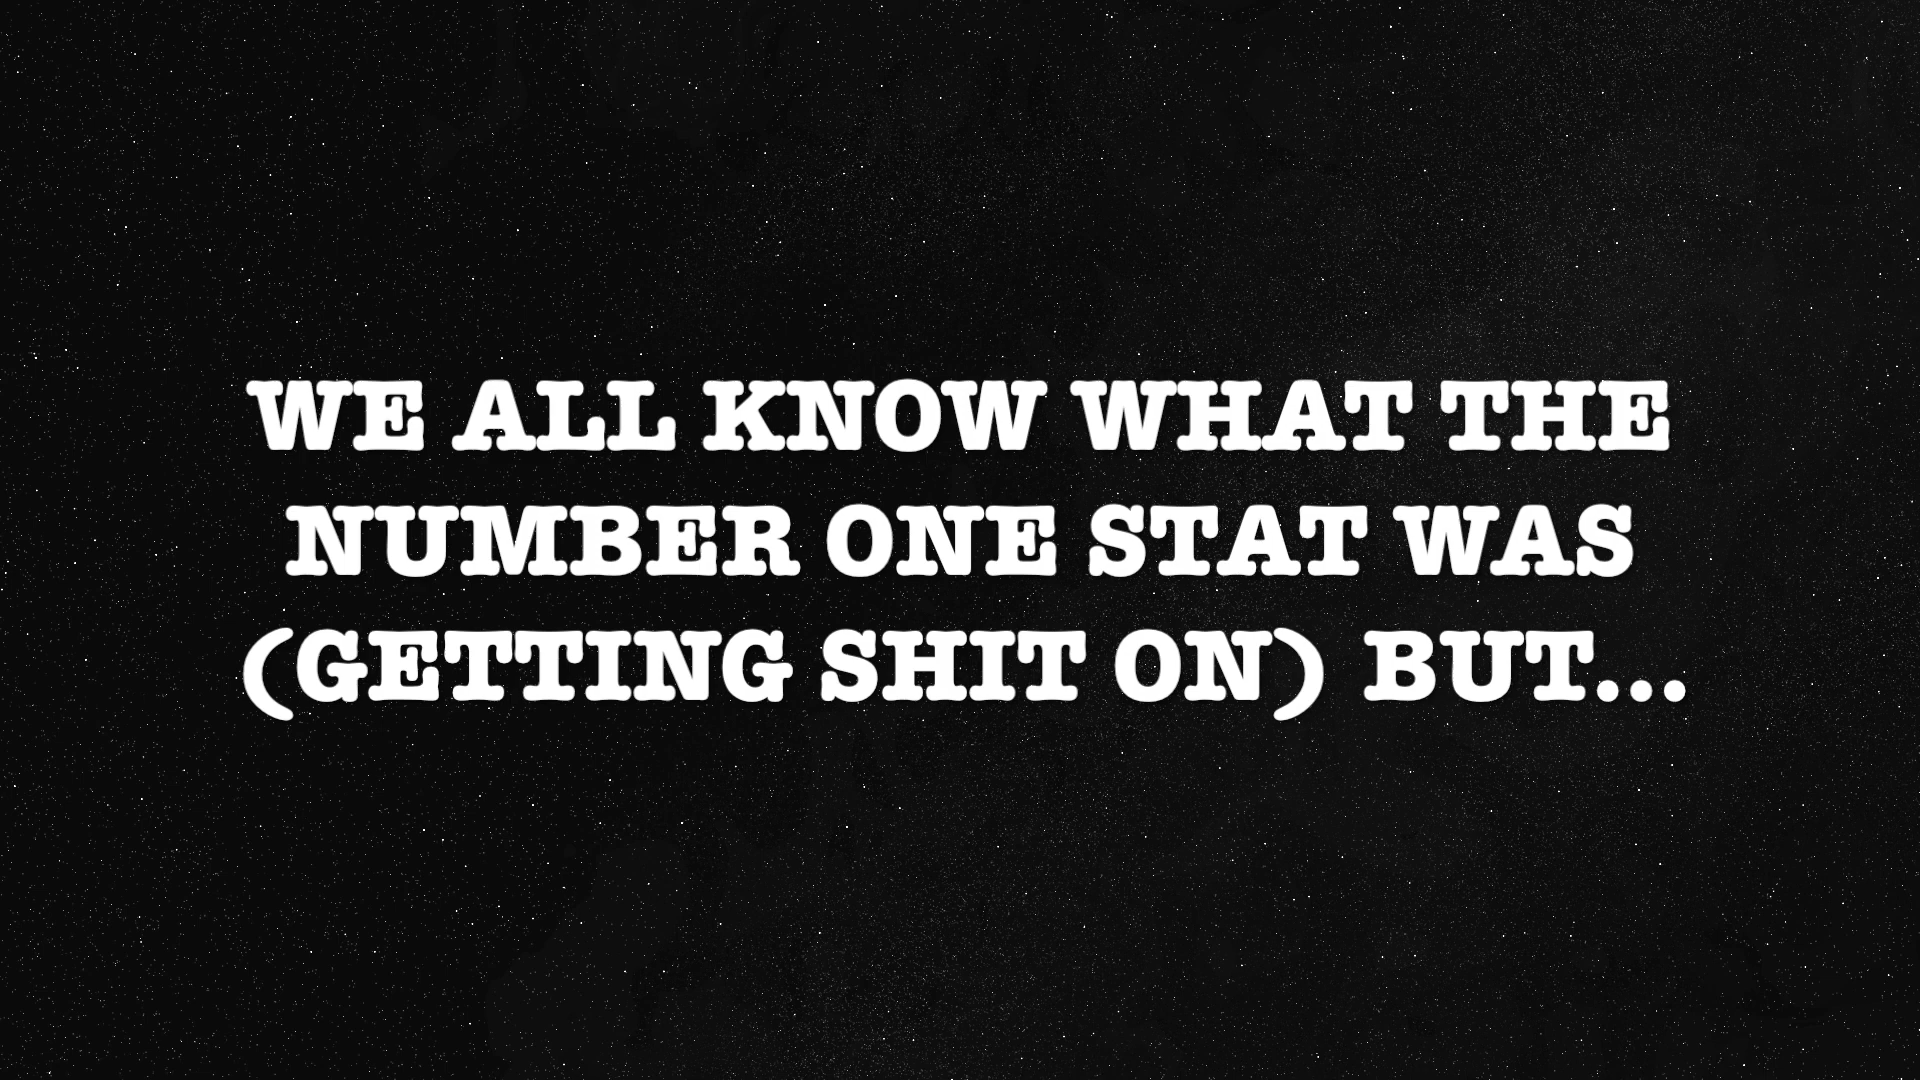 WE ALL KNOW WHAT THE
NUMBER ONE STAT WAS
(GETTING SHIT ON) BUT...